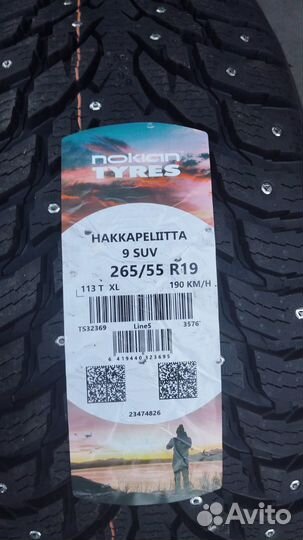 nokian
TYRES
HAKKAPELIITTA
9 SUV
265/55 R19
113 T XL 190 KM/H
TS32369 Line5 3576
6 419440 323695
23474826
Avito